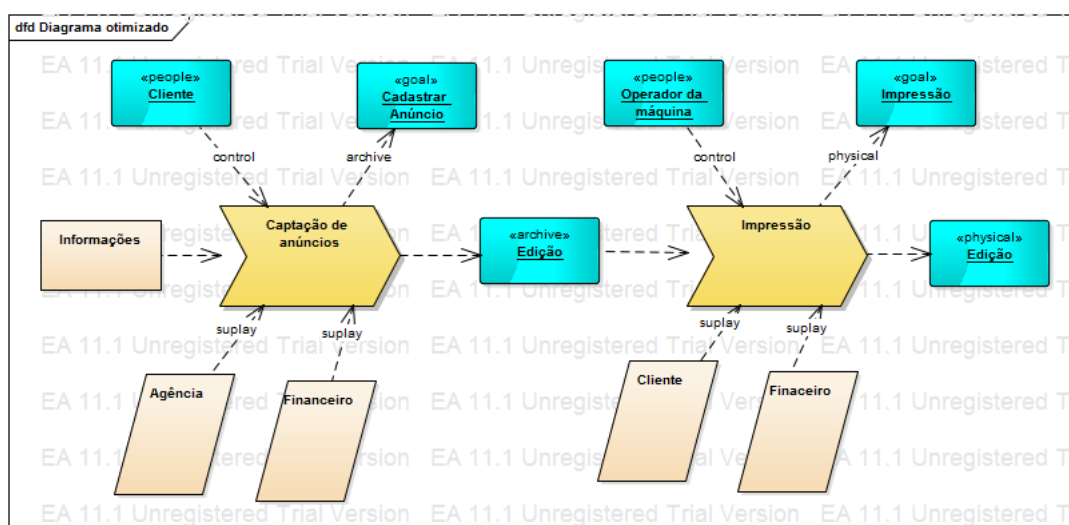 dfd Diagrama otimizado
«people»
Cliente
«goal»
Cadastrar
Anúncio
«people»
Operador da
máquina
«goal»
Impressão
control
archive
control
physical
Informações
Captação de
anúncios
«archive»
Edição
Impressão
«physical»
Edição
suplay
suplay
suplay
suplay
Agência
Financeiro
Cliente
Finaceiro
EA 11.1 Unregistered Trial Version